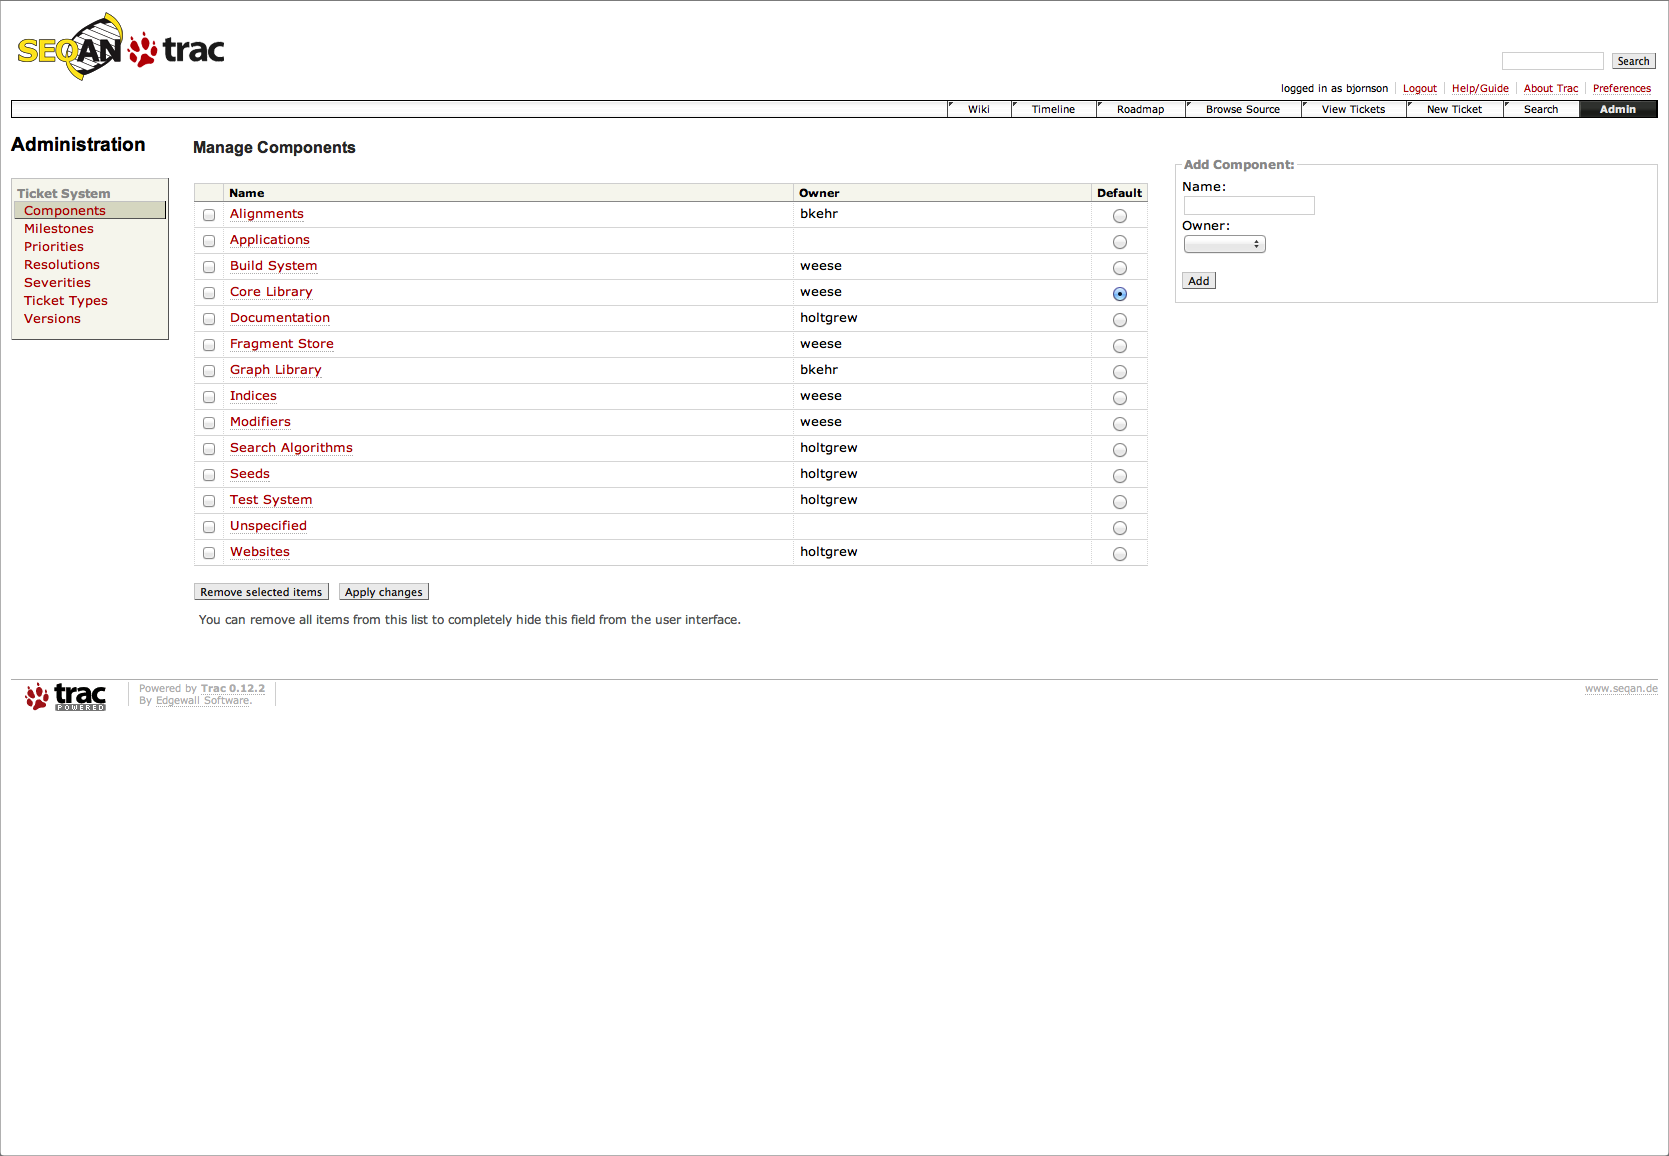 SEQAN trac
Search
logged in as bjornson Logout Help/Guide About Trac Preferences
Wiki Timeline Roadmap Browse Source View Tickets New Ticket Search Admin
Administration
Ticket System
Components
Milestones
Priorities
Resolutions
Severities
Ticket Types
Versions
Manage Components
Name Owner Default
Alignments bkehr
Applications
Build System weese
Core Library weese
Documentation holtgrew
Fragment Store weese
Graph Library bkehr
Indices weese
Modifiers weese
Search Algorithms holtgrew
Seeds holtgrew
Test System holtgrew
Unspecified
Websites holtgrew
Remove selected items Apply changes
You can remove all items from this list to completely hide this field from the user interface.
Add Component:
Name:
Owner:
Add
trac
POWERED
Powered by Trac 0.12.2
By Edgewall Software.
www.seqan.de